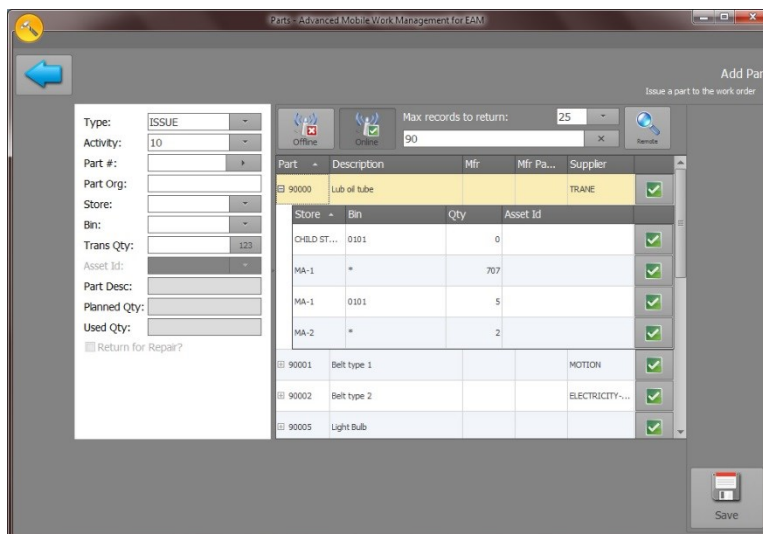 Parts - Advanced Mobile Work Management for EAM
Add Par
Issue a part to the work order
Type: ISSUE
Activity: 10
Part #:
Part Org:
Store:
Bin:
Trans Qty: 123
Asset Id:
Part Desc:
Planned Qty:
Used Qty:
Return for Repair?
Offline
Online
Max records to return: 25
90
Remote
Part Description Mfr Mfr Pa... Supplier
90000 Lub oil tube TRANE
Store Bin Qty Asset Id
CHILD ST... 0101 0
MA-1 * 707
MA-1 0101 5
MA-2 * 2
90001 Belt type 1 MOTION
90002 Belt type 2 ELECTRICITY-...
90005 Light Bulb
Save